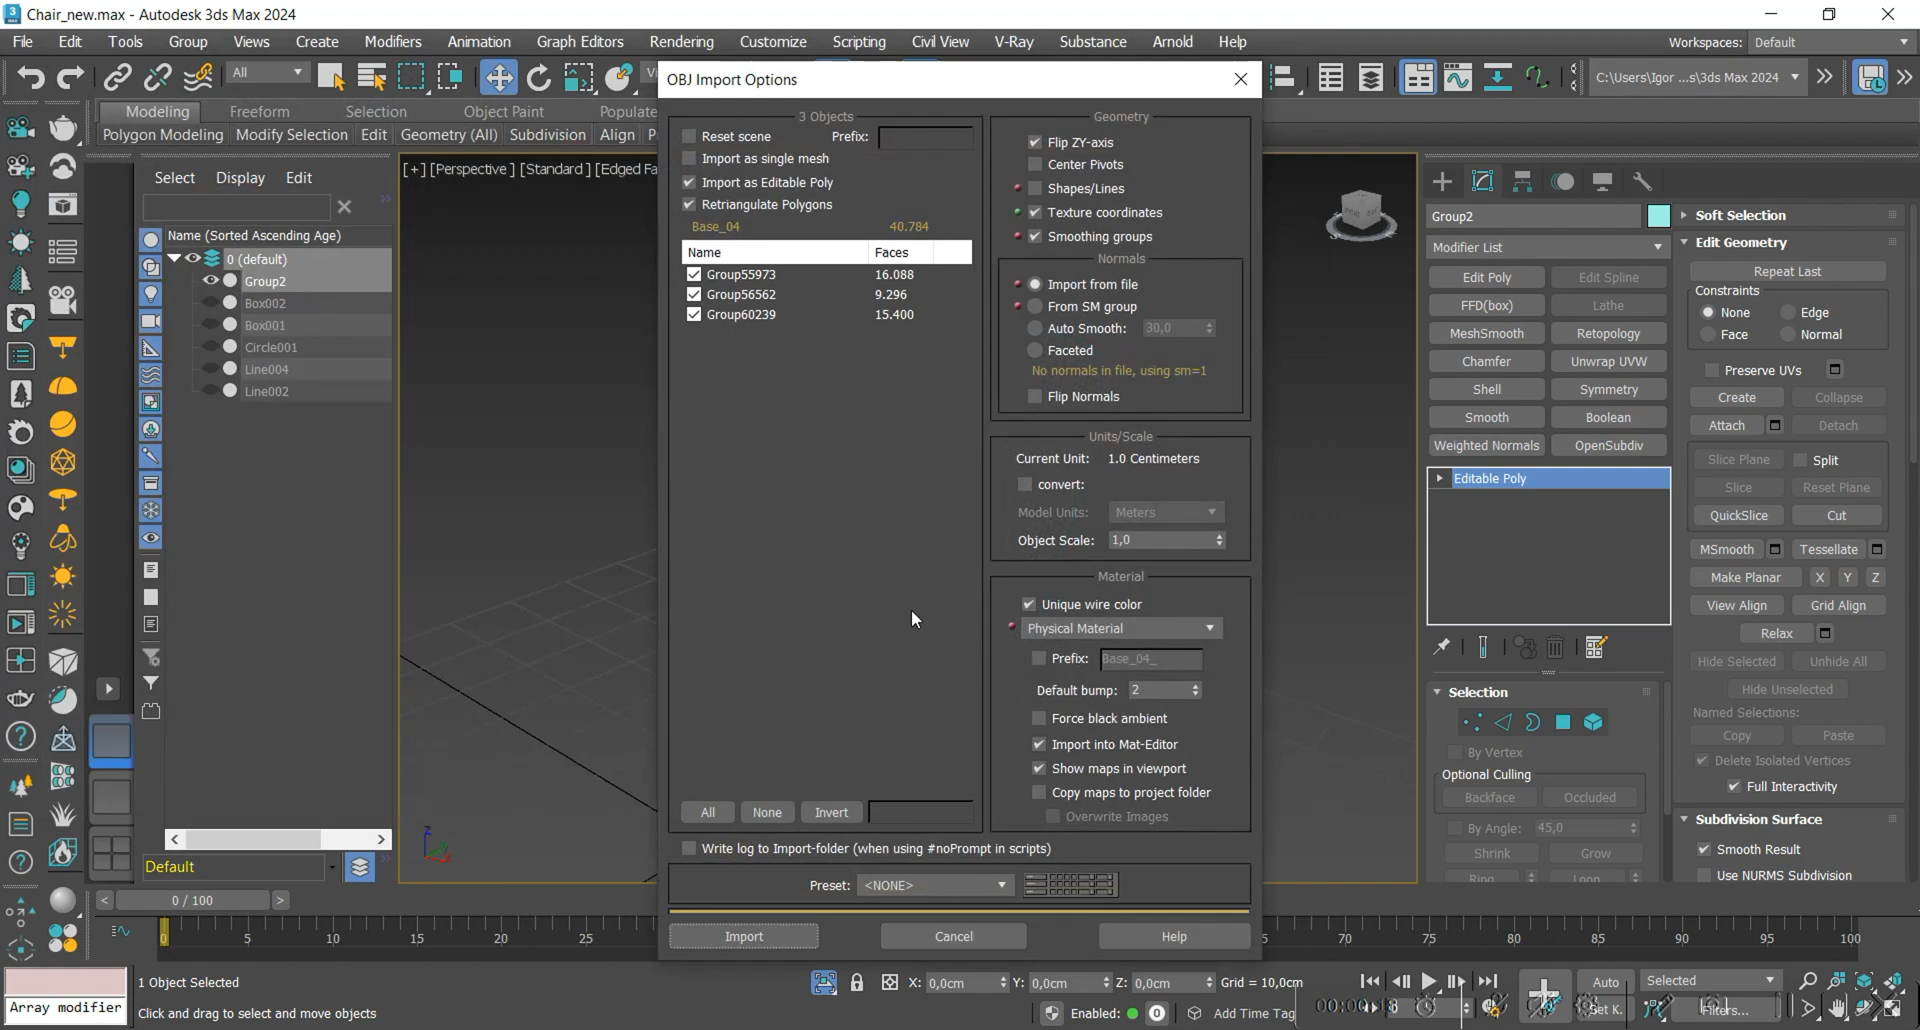 Chair_new.max - Autodesk 3ds Max 2024
File Edit Tools Group Views Create Modifiers Animation Graph Editors Rendering Customize Scripting Civil View V-Ray Substance Arnold Help
Workspaces: Default
All
C:\Users\Igor ...s\3ds Max 2024
Modeling Freeform Selection Object Paint Populate
Polygon Modeling Modify Selection Edit Geometry (All) Subdivision Align
Select Display Edit
Name (Sorted Ascending Age)
0 (default)
Group2
Box002
Box001
Circle001
Line004
Line002
Default
[+] [Perspective ] [Standard ] [Edged Fa
OBJ Import Options
3 Objects
Reset scene Prefix:
Import as single mesh
Import as Editable Poly
Retriangulate Polygons
Base_04 40.784
Name Faces
Group55973 16.088
Group56562 9.296
Group60239 15.400
All None Invert
Geometry
Flip ZY-axis
Center Pivots
Shapes/Lines
Texture coordinates
Smoothing groups
Normals
Import from file
From SM group
Auto Smooth: 30,0
Faceted
No normals in file, using sm=1
Flip Normals
Units/Scale
Current Unit: 1.0 Centimeters
convert:
Model Units: Meters
Object Scale: 1,0
Material
Unique wire color
Physical Material
Prefix: Base_04_
Default bump: 2
Force black ambient
Import into Mat-Editor
Show maps in viewport
Copy maps to project folder
Overwrite Images
Write log to Import-folder (when using #noPrompt in scripts)
Preset: <NONE>
Import Cancel Help
Group2
Modifier List
Edit Poly Edit Spline
FFD(box) Lathe
MeshSmooth Retopology
Chamfer Unwrap UVW
Shell Symmetry
Smooth Boolean
Weighted Normals OpenSubdiv
Editable Poly
Selection
By Vertex
Optional Culling
Backface Occluded
By Angle: 45,0
Shrink Grow
Ring Loop
Soft Selection
Edit Geometry
Repeat Last
Constraints
None Edge
Face Normal
Preserve UVs
Create Collapse
Attach Detach
Slice Plane Split
Slice Reset Plane
QuickSlice Cut
MSmooth Tessellate
Make Planar X Y Z
View Align Grid Align
Relax
Hide Selected Unhide All
Hide Unselected
Named Selections:
Copy Paste
Delete Isolated Vertices
Full Interactivity
Subdivision Surface
Smooth Result
Use NURMS Subdivision
< 0 / 100 >
0 5 10 15 20 25 70 75 80 85 90 95 100
1 Object Selected
X: 0,0cm Y: 0,0cm Z: 0,0cm Grid = 10,0cm
Auto Selected
Array modifier
Click and drag to select and move objects
Enabled: 0 Add Time Tag
Filters...